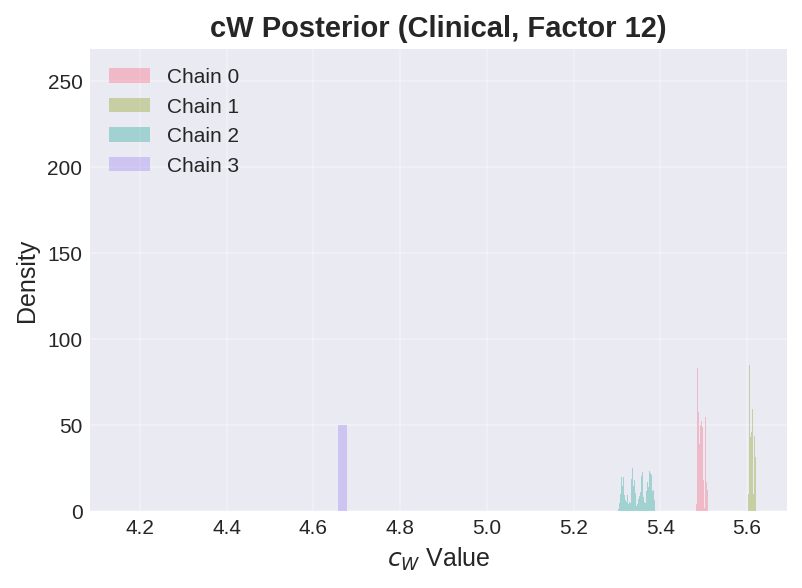 cW Posterior (Clinical, Factor 12)
Chain 0
Chain 1
Chain 2
Chain 3
Density
250
200
150
100
50
0
4.2 4.4 4.6 4.8 5.0 5.2 5.4 5.6
c_W Value